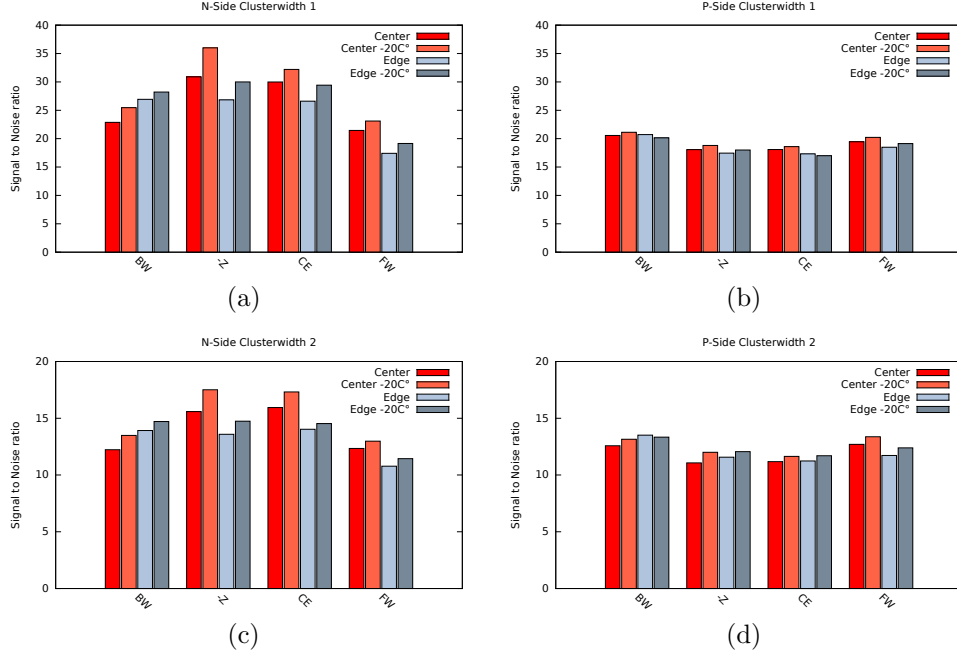 N-Side Clusterwidth 1
Signal to Noise ratio
40
35
30
25
20
15
10
5
0
Center
Center -20C°
Edge
Edge -20C°
BW
-Z
CE
FW
(a)
P-Side Clusterwidth 1
Signal to Noise ratio
40
35
30
25
20
15
10
5
0
Center
Center -20C°
Edge
Edge -20C°
BW
-Z
CE
FW
(b)
N-Side Clusterwidth 2
Signal to Noise ratio
20
15
10
5
0
Center
Center -20C°
Edge
Edge -20C°
BW
-Z
CE
FW
(c)
P-Side Clusterwidth 2
Signal to Noise ratio
20
15
10
5
0
Center
Center -20C°
Edge
Edge -20C°
BW
-Z
CE
FW
(d)